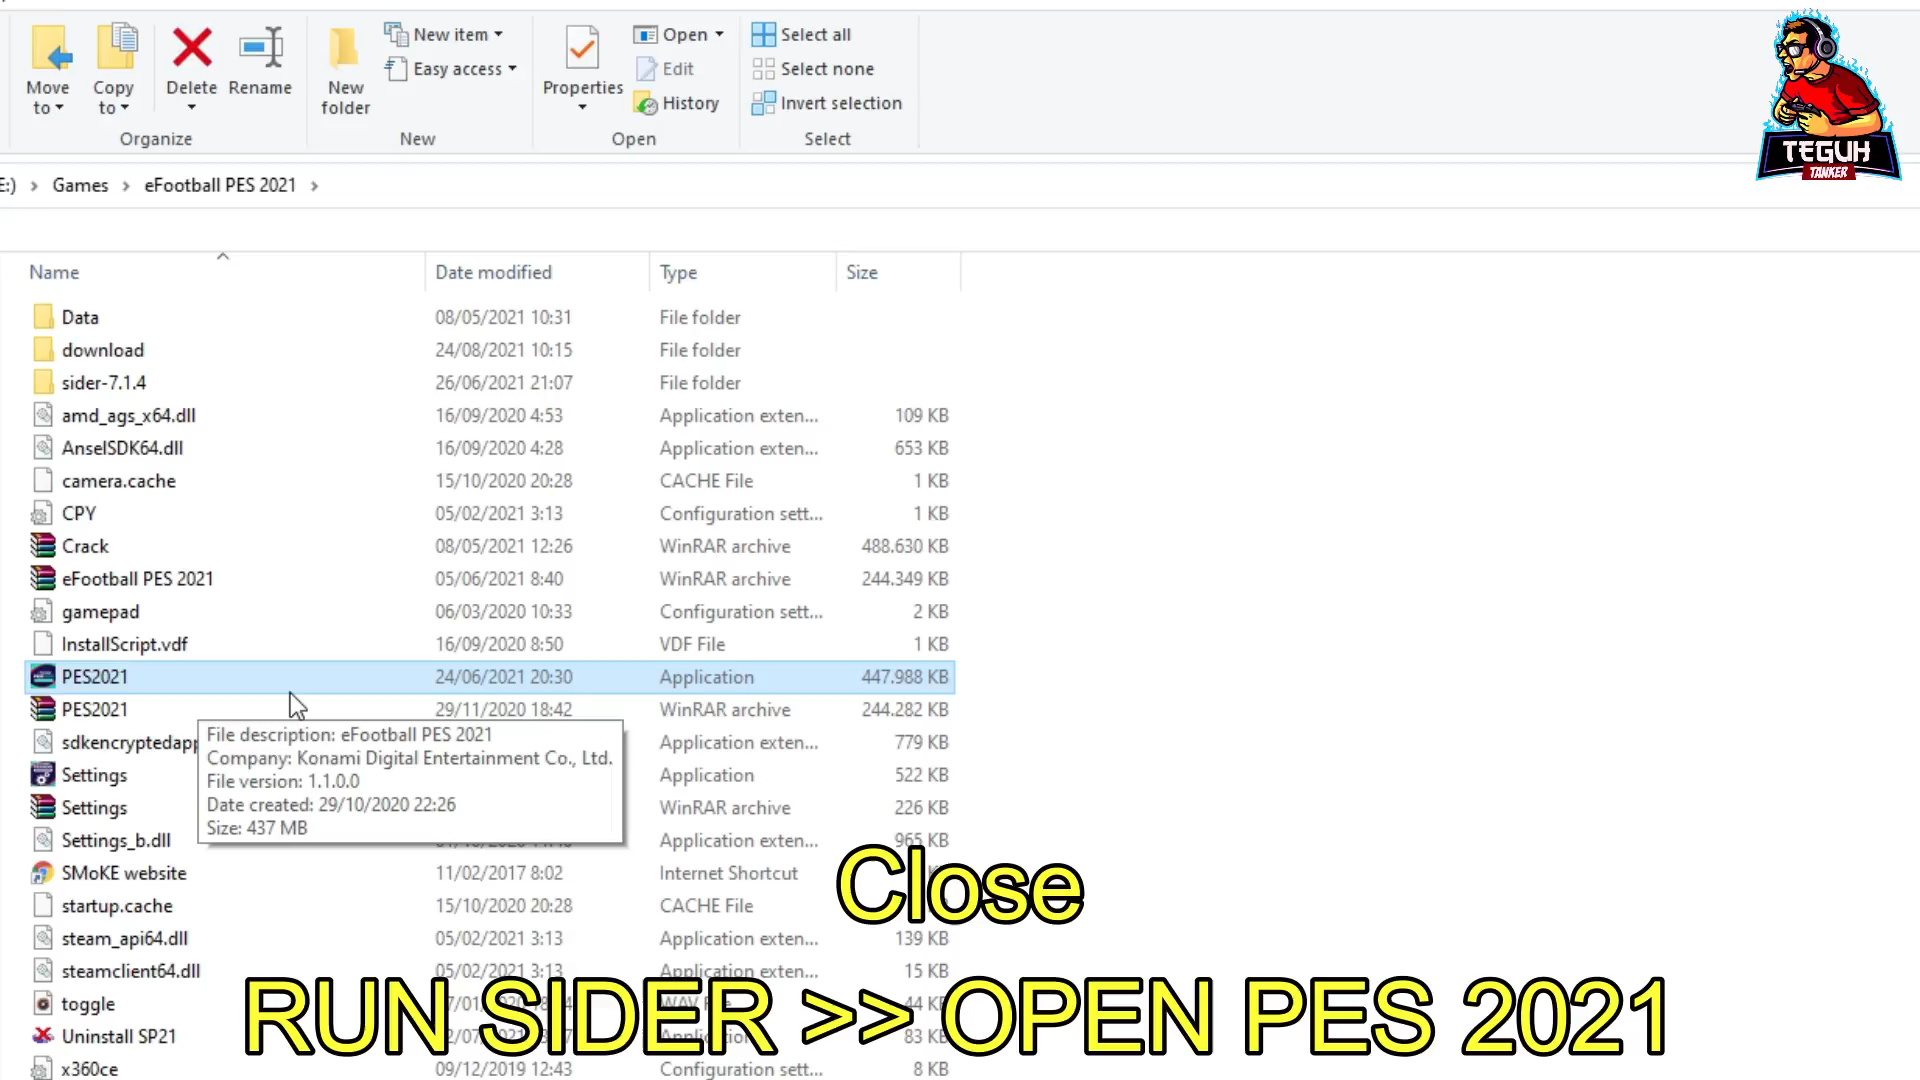 Move to
Copy to
Delete
Rename
Organize
New folder
New item
Easy access
New
Properties
Open
Edit
History
Open
Select all
Select none
Invert selection
Select
TEGUH
TANKER
E:) > Games > eFootball PES 2021 >
Name Date modified Type Size
Data 08/05/2021 10:31 File folder
download 24/08/2021 10:15 File folder
sider-7.1.4 26/06/2021 21:07 File folder
amd_ags_x64.dll 16/09/2020 4:53 Application exten... 109 KB
AnselSDK64.dll 16/09/2020 4:28 Application exten... 653 KB
camera.cache 15/10/2020 20:28 CACHE File 1 KB
CPY 05/02/2021 3:13 Configuration sett... 1 KB
Crack 08/05/2021 12:26 WinRAR archive 488.630 KB
eFootball PES 2021 05/06/2021 8:40 WinRAR archive 244.349 KB
gamepad 06/03/2020 10:33 Configuration sett... 2 KB
InstallScript.vdf 16/09/2020 8:50 VDF File 1 KB
PES2021 24/06/2021 20:30 Application 447.988 KB
PES2021 29/11/2020 18:42 WinRAR archive 244.282 KB
sdkencryptedapp Application exten... 779 KB
Settings Application 522 KB
Settings WinRAR archive 226 KB
Settings_b.dll Application exten... 965 KB
File description: eFootball PES 2021
Company: Konami Digital Entertainment Co., Ltd.
File version: 1.1.0.0
Date created: 29/10/2020 22:26
Size: 437 MB
SMoKE website 11/02/2017 8:02 Internet Shortcut
startup.cache 15/10/2020 20:28 CACHE File
steam_api64.dll 05/02/2021 3:13 Application exten... 139 KB
steamclient64.dll 05/02/2021 3:13 Application exten... 15 KB
toggle 44 KB
Uninstall SP21 83 KB
x360ce 09/12/2019 12:43 Configuration sett... 8 KB
Close
RUN SIDER >> OPEN PES 2021